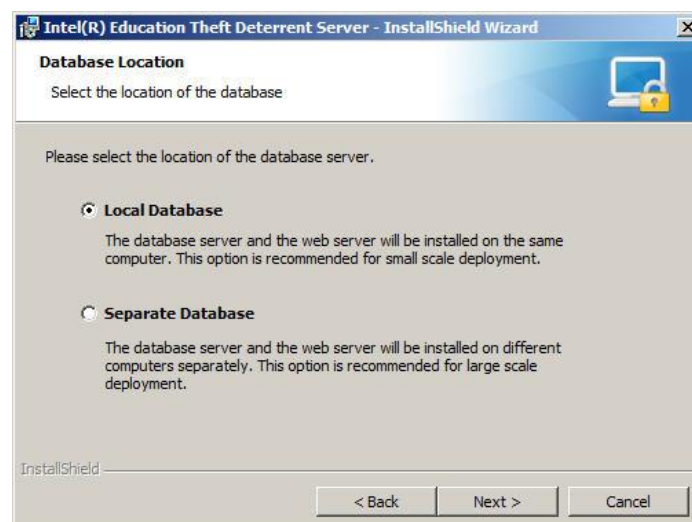 Intel(R) Education Theft Deterrent Server - InstallShield Wizard
Database Location
Select the location of the database
Please select the location of the database server.
Local Database
The database server and the web server will be installed on the same
computer. This option is recommended for small scale deployment.
Separate Database
The database server and the web server will be installed on different
computers separately. This option is recommended for large scale
deployment.
InstallShield
< Back Next > Cancel